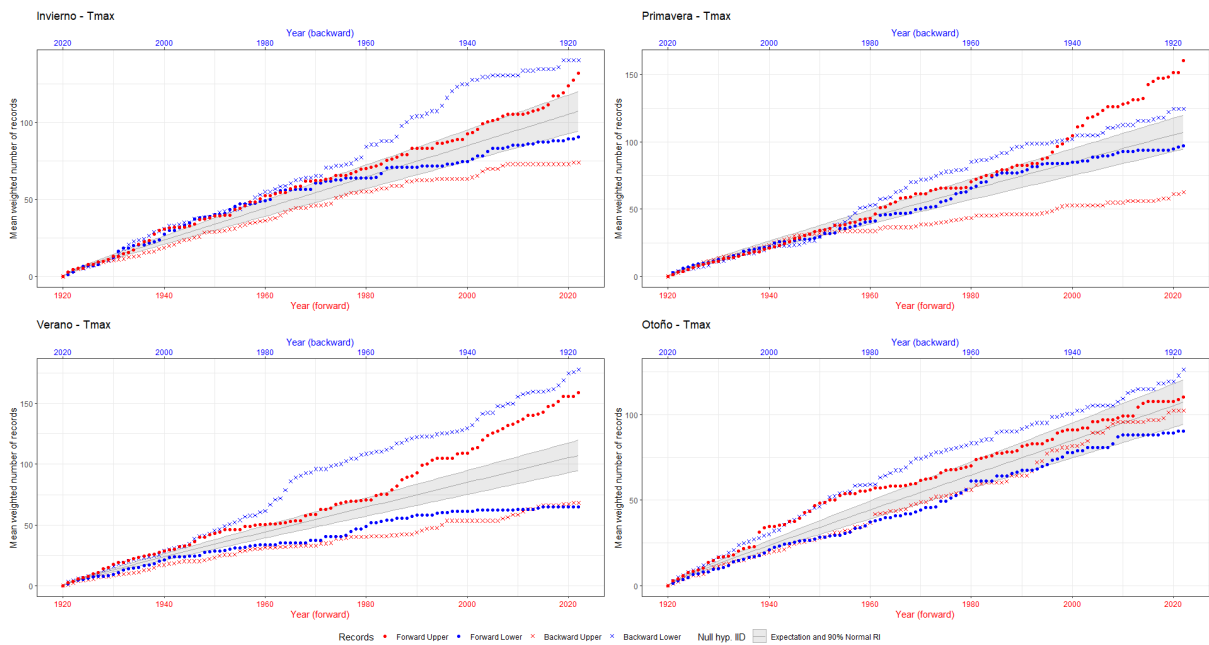 Invierno - Tmax
Year (backward)
2020 2000 1980 1960 1940 1920
Mean weighted number of records
100
50
0
1920 1940 1960 1980 2000 2020
Year (forward)
Primavera - Tmax
Year (backward)
2020 2000 1980 1960 1940 1920
Mean weighted number of records
150
100
50
0
1920 1940 1960 1980 2000 2020
Year (forward)
Verano - Tmax
Year (backward)
2020 2000 1980 1960 1940 1920
Mean weighted number of records
150
100
50
0
1920 1940 1960 1980 2000 2020
Year (forward)
Otoño - Tmax
Year (backward)
2020 2000 1980 1960 1940 1920
Mean weighted number of records
100
50
0
1920 1940 1960 1980 2000 2020
Year (forward)
Records Forward Upper Forward Lower Backward Upper Backward Lower Null hyp. IID Expectation and 90% Normal RI